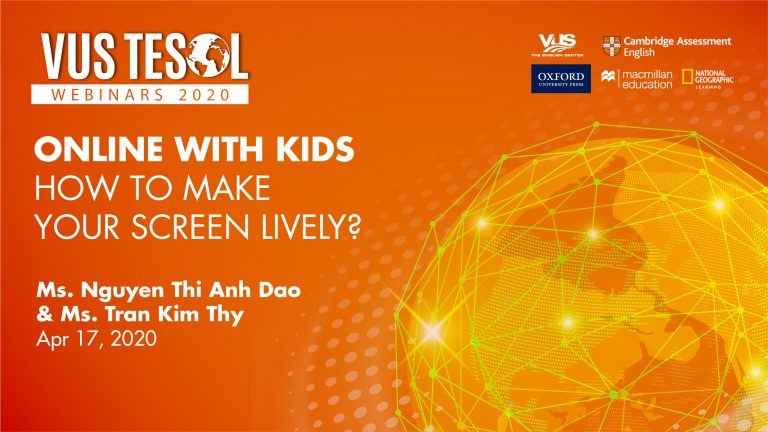 VUS TESOL
WEBINARS 2020
VUS
THE ENGLISH CENTER
Cambridge Assessment
English
OXFORD
UNIVERSITY PRESS
macmillan
education
NATIONAL
GEOGRAPHIC
LEARNING
ONLINE WITH KIDS
HOW TO MAKE
YOUR SCREEN LIVELY?
Ms. Nguyen Thi Anh Dao
& Ms. Tran Kim Thy
Apr 17, 2020